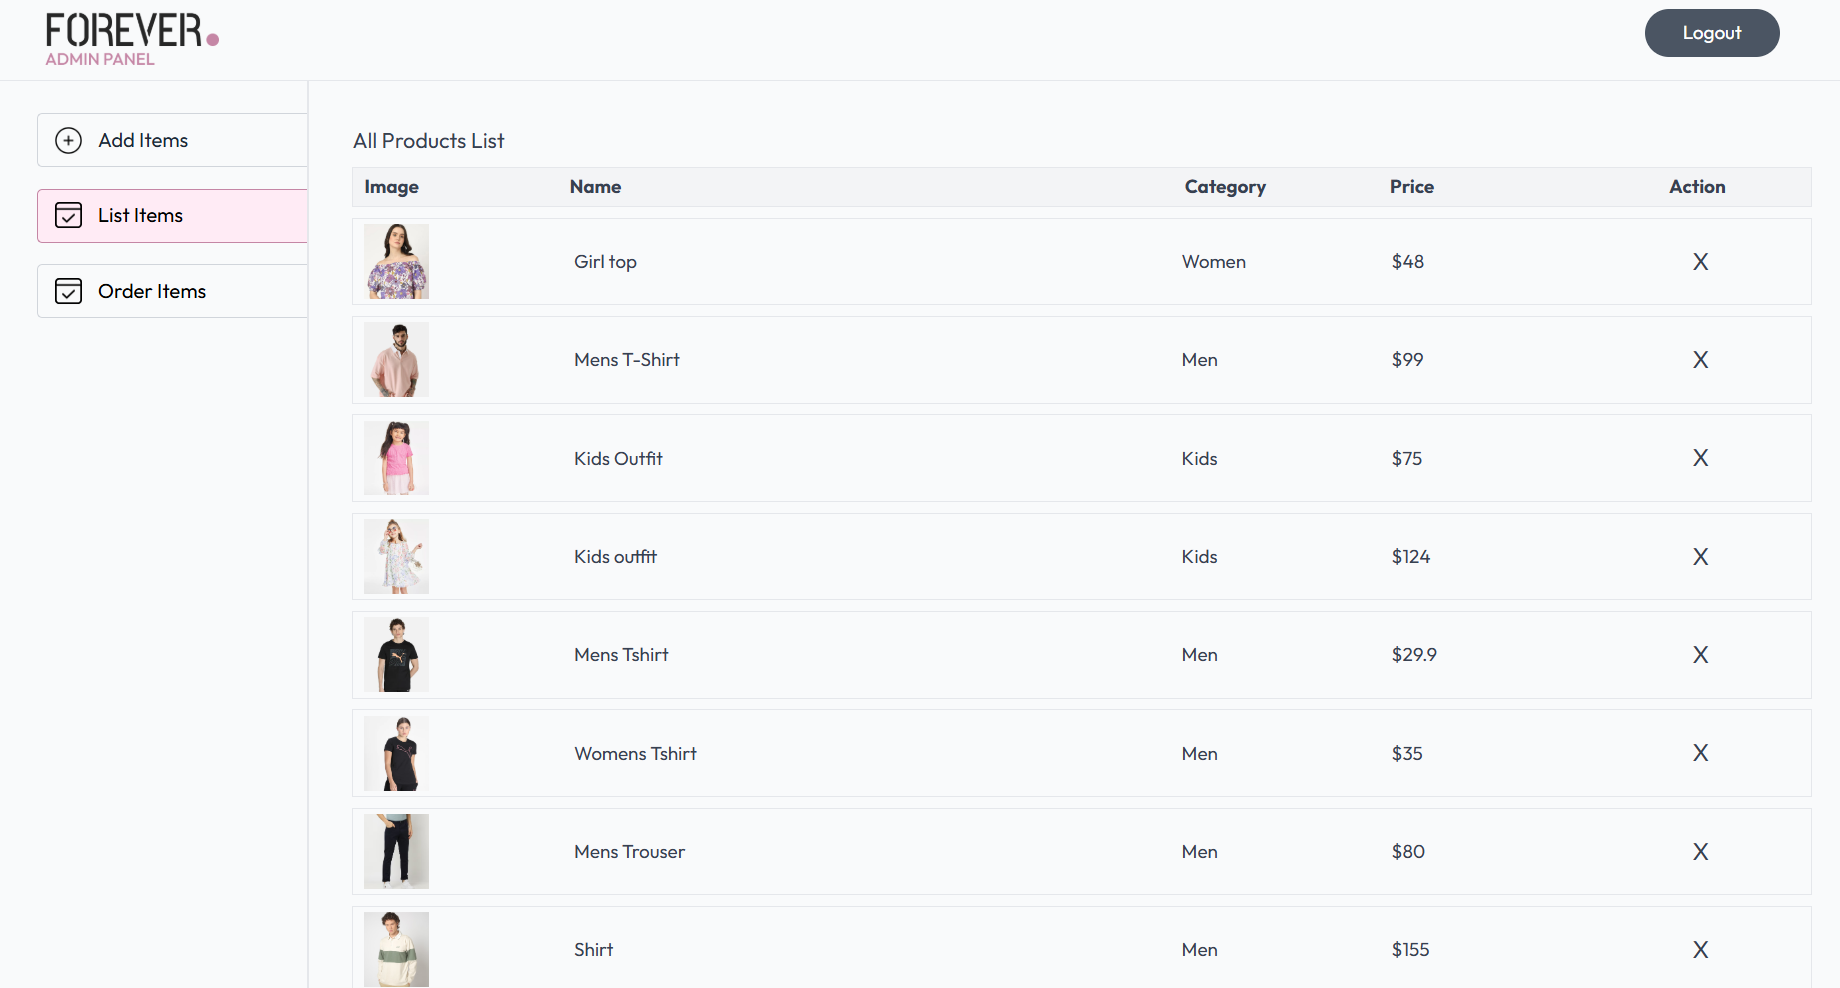 FOREVER.
ADMIN PANEL
Logout
Add Items
List Items
Order Items
All Products List
Image Name Category Price Action
Girl top Women $48 X
Mens T-Shirt Men $99 X
Kids Outfit Kids $75 X
Kids outfit Kids $124 X
Mens Tshirt Men $29.9 X
Womens Tshirt Men $35 X
Mens Trouser Men $80 X
Shirt Men $155 X